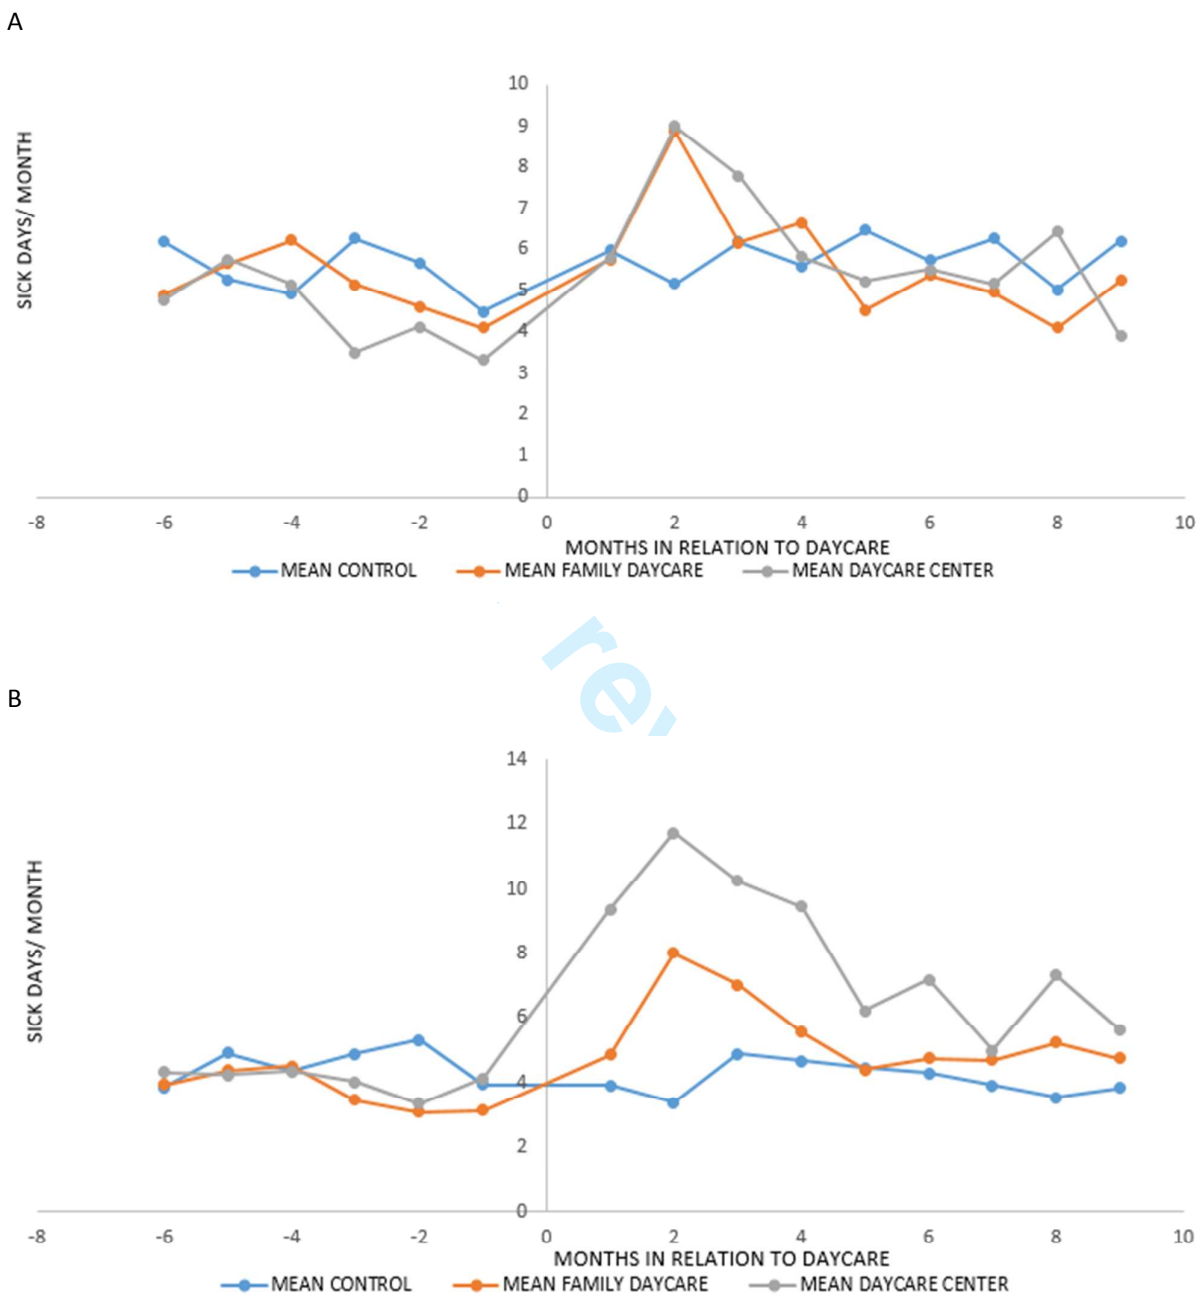 A
10
9
8
7
6
5
4
3
2
1
0
SICK DAYS/ MONTH
-8 -6 -4 -2 0 2 4 6 8 10
MONTHS IN RELATION TO DAYCARE
MEAN CONTROL MEAN FAMILY DAYCARE MEAN DAYCARE CENTER
re
B
14
12
10
8
6
4
2
0
SICK DAYS/ MONTH
-8 -6 -4 -2 0 2 4 6 8 10
MONTHS IN RELATION TO DAYCARE
MEAN CONTROL MEAN FAMILY DAYCARE MEAN DAYCARE CENTER